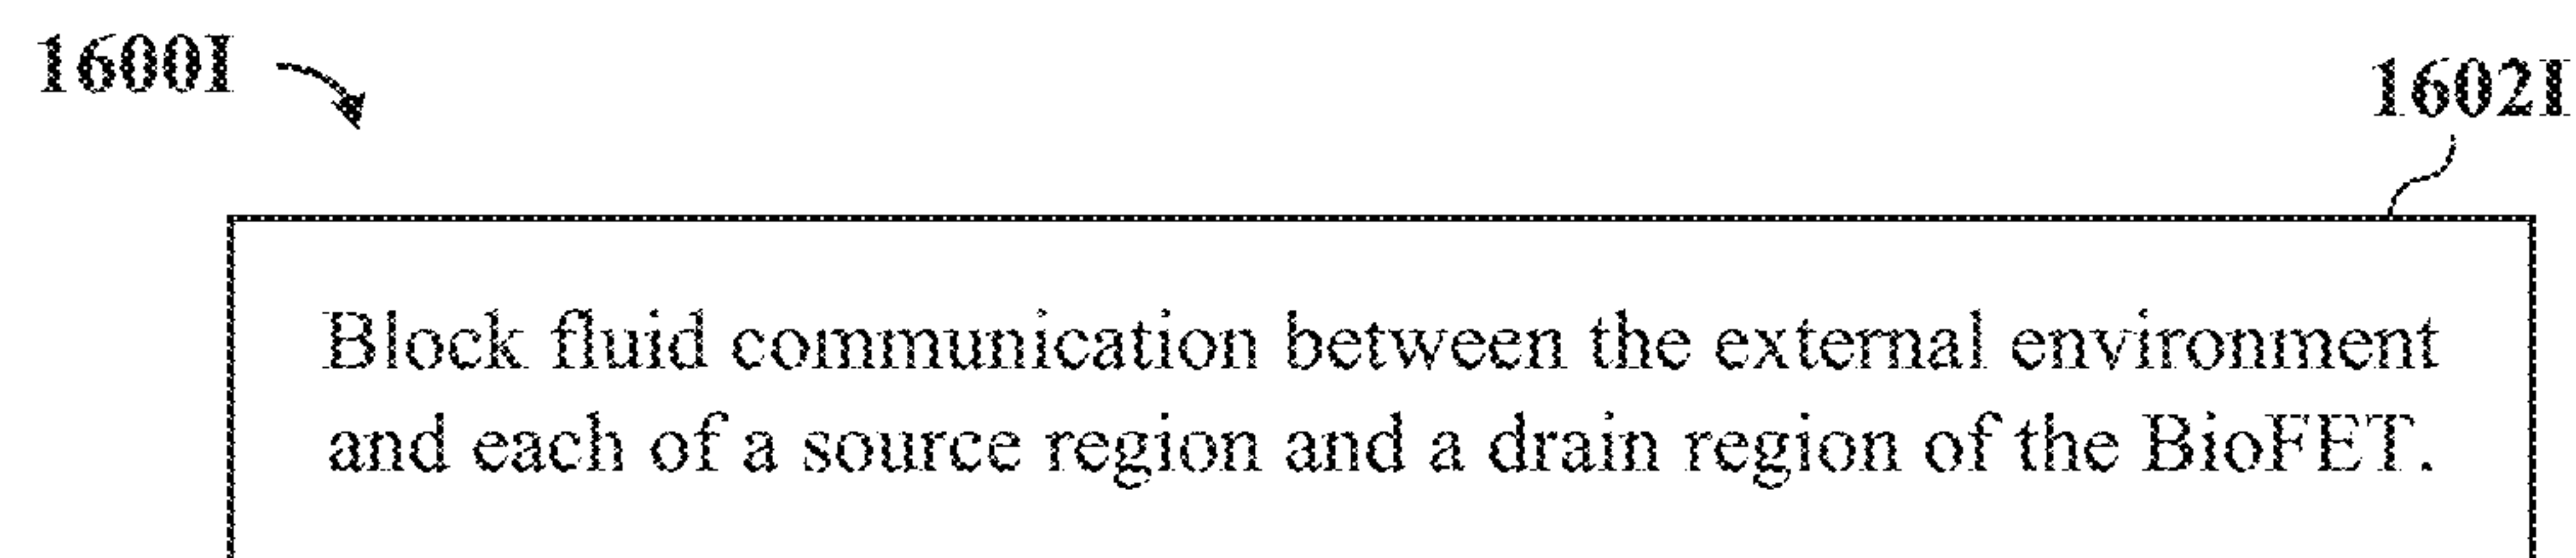 1600I
1602I
Block fluid communication between the external environment
and each of a source region and a drain region of the BioFET.